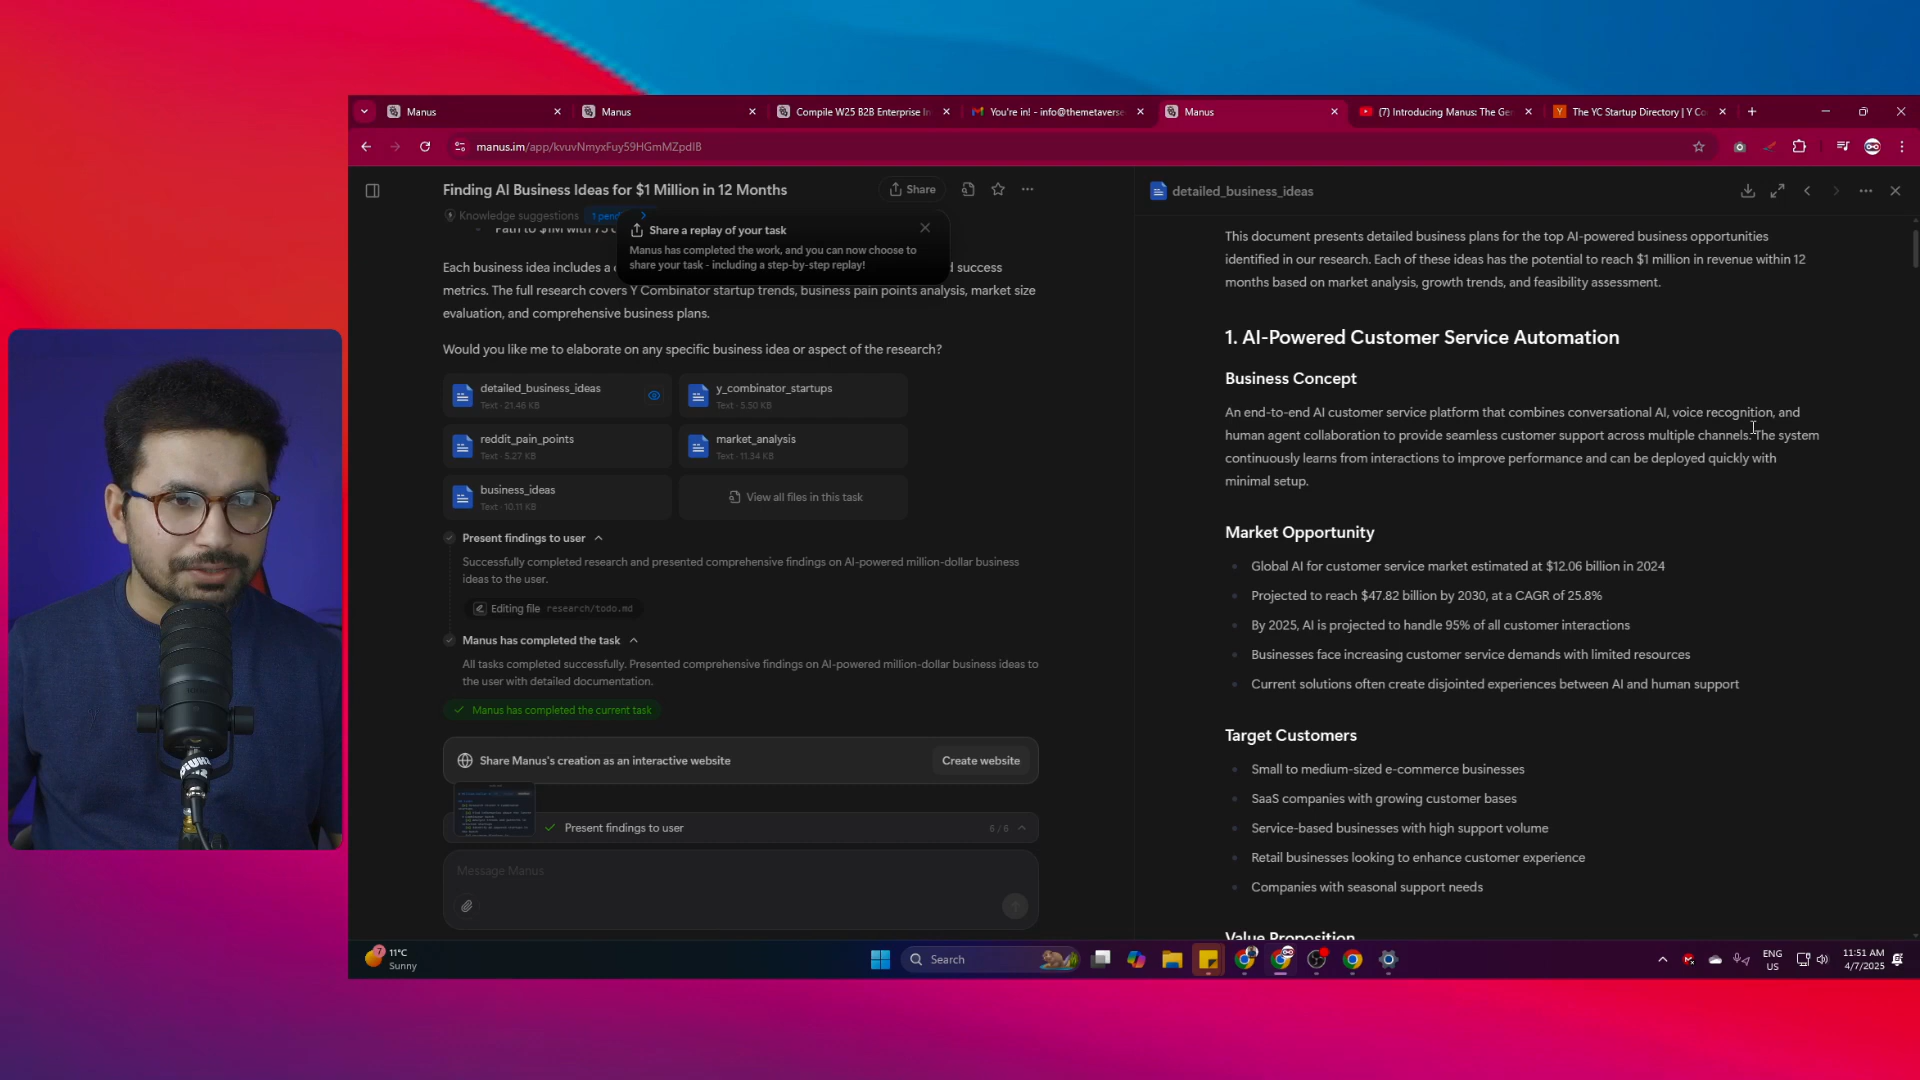 Manus
Manus
Compile W25 B2B Enterprise In
You're in! - info@themetaverse
Manus
(7) Introducing Manus: The Gen
The YC Startup Directory | Y Co
manus.im/app/kvuvNmyxFuy59HGmMZpdIB
Finding AI Business Ideas for $1 Million in 12 Months
Share
Knowledge suggestions
1 pend
Path to $1M with 75 c
Share a replay of your task
Manus has completed the work, and you can now choose to
share your task - including a step-by-step replay!
Each business idea includes a
d success
metrics. The full research covers Y Combinator startup trends, business pain points analysis, market size
evaluation, and comprehensive business plans.
Would you like me to elaborate on any specific business idea or aspect of the research?
detailed_business_ideas
Text · 21.46 KB
y_combinator_startups
Text · 5.50 KB
reddit_pain_points
Text · 5.27 KB
market_analysis
Text · 11.34 KB
business_ideas
Text · 10.11 KB
View all files in this task
Present findings to user
Successfully completed research and presented comprehensive findings on AI-powered million-dollar business
ideas to the user.
Editing file research/todo.md
Manus has completed the task
All tasks completed successfully. Presented comprehensive findings on AI-powered million-dollar business ideas to
the user with detailed documentation.
Manus has completed the current task
Share Manus's creation as an interactive website
Create website
Present findings to user
6 / 6
Message Manus
detailed_business_ideas
This document presents detailed business plans for the top AI-powered business opportunities
identified in our research. Each of these ideas has the potential to reach $1 million in revenue within 12
months based on market analysis, growth trends, and feasibility assessment.
1. AI-Powered Customer Service Automation
Business Concept
An end-to-end AI customer service platform that combines conversational AI, voice recognition, and
human agent collaboration to provide seamless customer support across multiple channels. The system
continuously learns from interactions to improve performance and can be deployed quickly with
minimal setup.
Market Opportunity
Global AI for customer service market estimated at $12.06 billion in 2024
Projected to reach $47.82 billion by 2030, at a CAGR of 25.8%
By 2025, AI is projected to handle 95% of all customer interactions
Businesses face increasing customer service demands with limited resources
Current solutions often create disjointed experiences between AI and human support
Target Customers
Small to medium-sized e-commerce businesses
SaaS companies with growing customer bases
Service-based businesses with high support volume
Retail businesses looking to enhance customer experience
Companies with seasonal support needs
Value Proposition
7
11°C
Sunny
Search
ENG
US
11:51 AM
4/7/2025